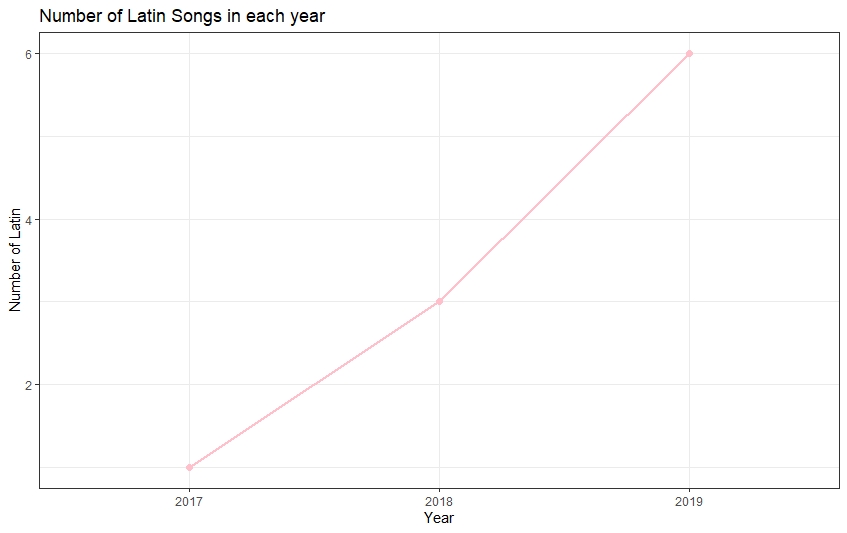 Number of Latin Songs in each year
6
4
2
Number of Latin
2017 2018 2019
Year